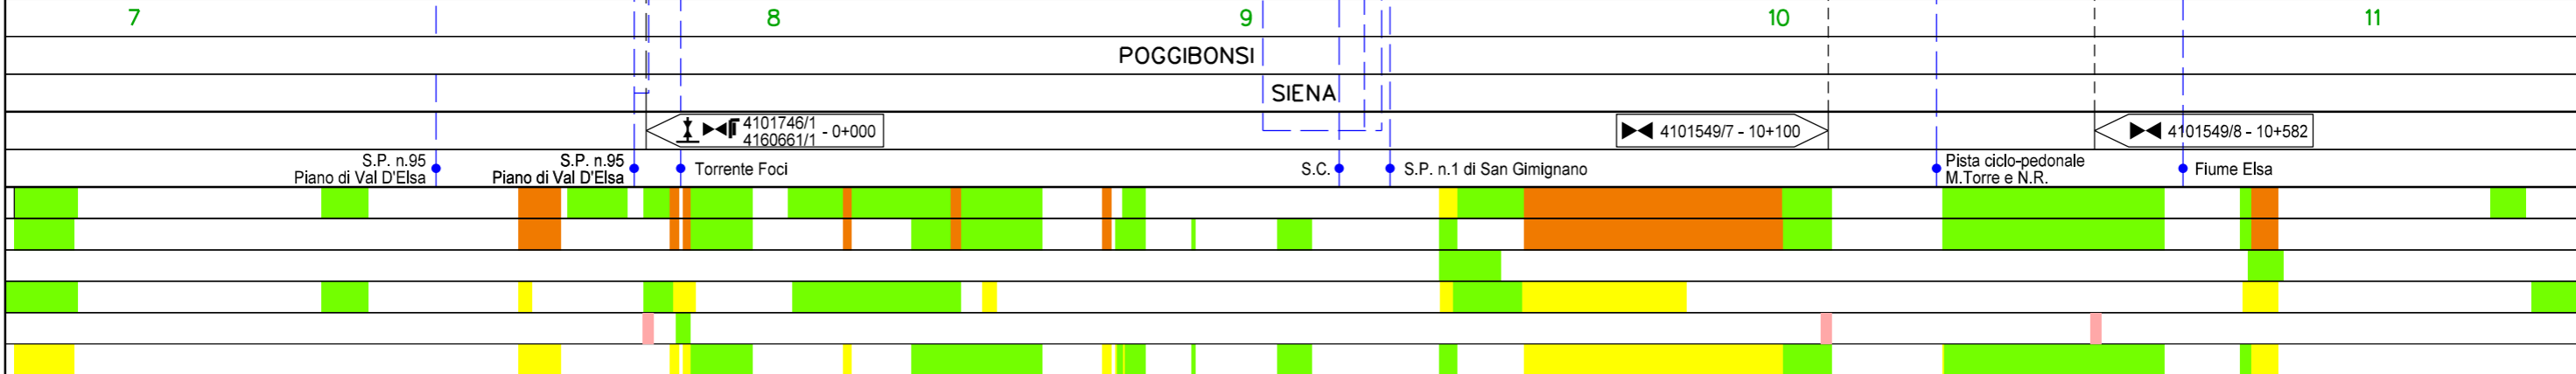 7 8 9 10 11
POGGIBONSI
SIENA
4101746/1
4160661/1 - 0+000
4101549/7 - 10+100
4101549/8 - 10+582
S.P. n.95
Piano di Val D'Elsa
S.P. n.95
Piano di Val D'Elsa
Torrente Foci
S.C.
S.P. n.1 di San Gimignano
Pista ciclo-pedonale
M.Torre e N.R.
Fiume Elsa